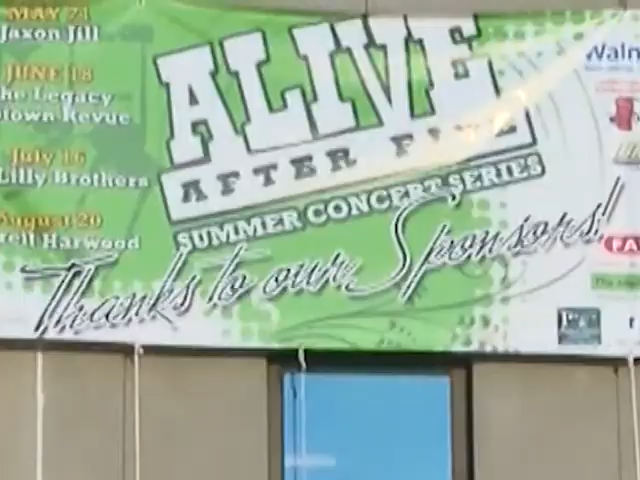 MAY 21
Jaxon Jill
JUNE 18
he Legacy
town Revue
July 16
Lilly Brothers
August 20
rell Harwood
ALIVE
AFTER FIVE
SUMMER CONCERT SERIES
Thanks to our Sponsors!
Waln
FA